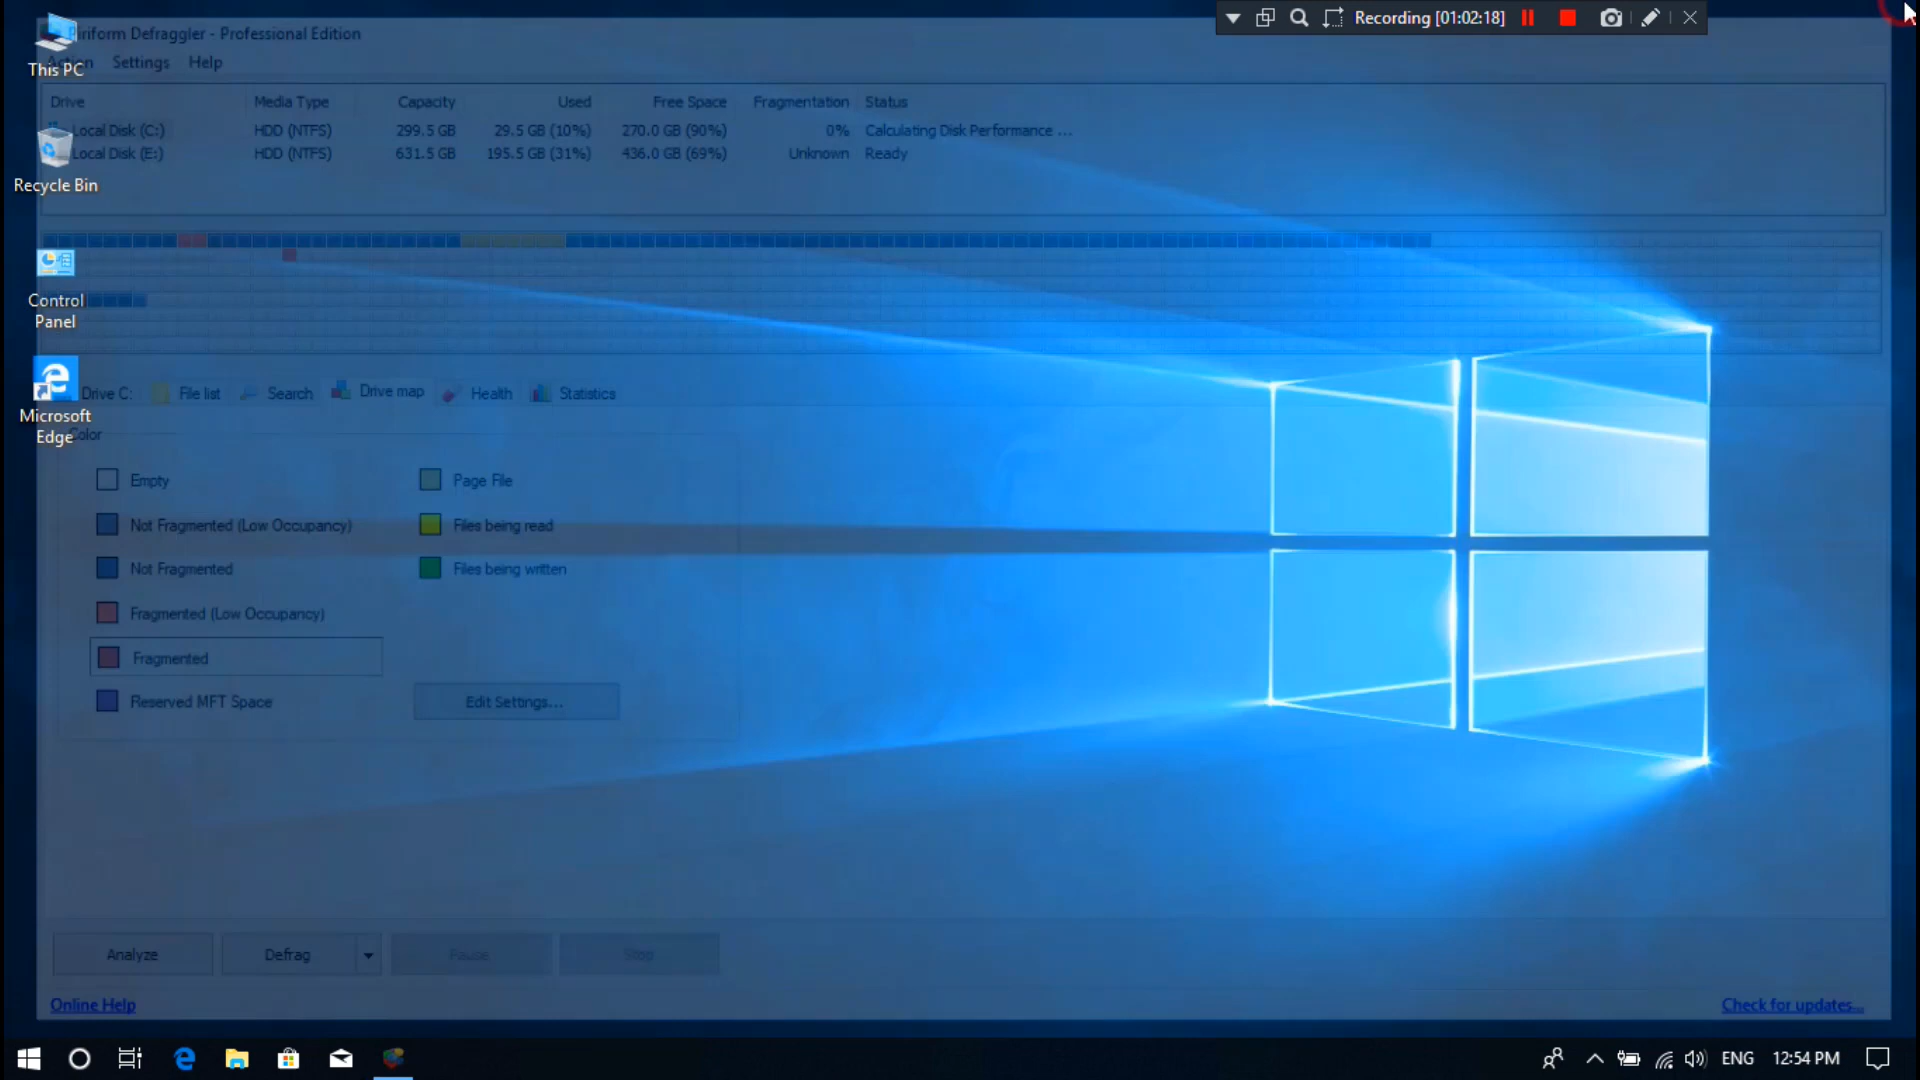 Recording [01:02:18]
Piriform Defraggler - Professional Edition
This PC
Action Settings Help
Drive Media Type Capacity Used Free Space Fragmentation Status
Local Disk (C:) HDD (NTFS) 299.5 GB 29.5 GB (10%) 270.0 GB (90%) 0% Calculating Disk Performance ...
Local Disk (E:) HDD (NTFS) 631.5 GB 195.5 GB (31%) 436.0 GB (69%) Unknown Ready
Recycle Bin
Control
Panel
Drive C: File list Search Drive map Health Statistics
Microsoft
Edge
Color
Empty Page File
Not Fragmented (Low Occupancy) Files being read
Not Fragmented Files being written
Fragmented (Low Occupancy)
Fragmented
Reserved MFT Space Edit Settings...
Analyze Defrag Pause Stop
Online Help Check for updates...
ENG 12:54 PM